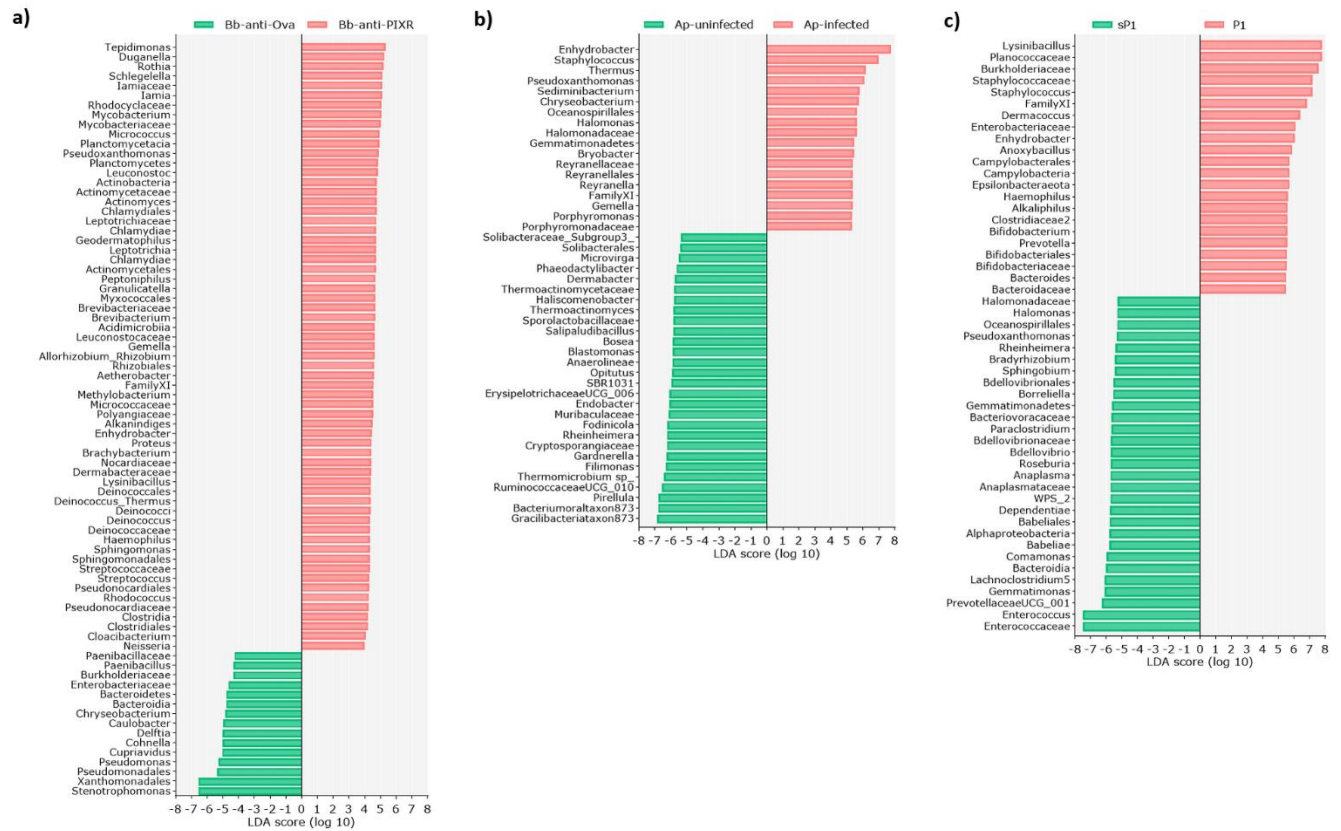 a)
Bb-anti-Ova Bb-anti-PIXR
Tepidimonas
Duganella
Rothia
Schlegelella
Iamiaceae
Iamia
Rhodocyclaceae
Mycobacterium
Mycobacteriaceae
Micrococcus
Planctomycetacia
Pseudoxanthomonas
Planctomycetes
Leuconostoc
Actinobacteria
Actinomycetaceae
Actinomyces
Chlamydiales
Leptotrichiaceae
Chlamydiae
Geodermatophilus
Leptotrichia
Chlamydiae
Actinomycetales
Peptoniphilus
Granulicatella
Myxococcales
Brevibacteriaceae
Brevibacterium
Acidimicrobiia
Leuconostocaceae
Gemella
Allorhizobium_Rhizobium
Rhizobiales
Aetherobacter
FamilyXI
Methylobacterium
Micrococcaceae
Polyangiaceae
Alkanindiges
Enhydrobacter
Proteus
Brachybacterium
Nocardiaceae
Dermabacteraceae
Lysinibacillus
Deinococcales
Deinococcus_Thermus
Deinococci
Deinococcus
Deinococcaceae
Haemophilus
Sphingomonas
Sphingomonadales
Streptococcaceae
Streptococcus
Pseudonocardiales
Rhodococcus
Pseudonocardiaceae
Clostridia
Clostridiales
Cloacibacterium
Neisseria
Paenibacillaceae
Paenibacillus
Burkholderiaceae
Enterobacteriaceae
Bacteroidetes
Bacteroidia
Chryseobacterium
Caulobacter
Delftia
Cohnella
Cupriavidus
Pseudomonas
Pseudomonadales
Xanthomonadales
Stenotrophomonas
-8 -7 -6 -5 -4 -3 -2 -1 0 1 2 3 4 5 6 7 8
LDA score (log 10)
b)
Ap-uninfected Ap-infected
Enhydrobacter
Staphylococcus
Thermus
Pseudoxanthomonas
Sediminibacterium
Chryseobacterium
Oceanospirillales
Halomonas
Halomonadaceae
Gemmatimonadetes
Bryobacter
Reyranellaceae
Reyranellales
Reyranella
FamilyXI
Gemella
Porphyromonas
Porphyromonadaceae
Solibacteraceae_Subgroup3_
Solibacterales
Microvirga
Phaeodactylibacter
Dermabacter
Thermoactinomycetaceae
Haliscomenobacter
Thermoactinomyces
Sporolactobacillaceae
Salipaludibacillus
Bosea
Blastomonas
Anaerolineae
Opitutus
SBR1031
ErysipelotrichaceaeUCG_006
Endobacter
Muribaculaceae
Fodinicola
Rheinheimera
Cryptosporangiaceae
Gardnerella
Filimonas
Thermomicrobium sp_
RuminococcaceaeUCG_010
Pirellula
Bacteriumoraltaxon873
Gracilibacteriataxon873
-8 -7 -6 -5 -4 -3 -2 -1 0 1 2 3 4 5 6 7 8
LDA score (log 10)
c)
sP1 P1
Lysinibacillus
Planococcaceae
Burkholderiaceae
Staphylococcaceae
Staphylococcus
FamilyXI
Dermacoccus
Enterobacteriaceae
Enhydrobacter
Anoxybacillus
Campylobacterales
Campylobacteria
Epsilonbacteraeota
Haemophilus
Alkaliphilus
Clostridiaceae2
Bifidobacterium
Prevotella
Bifidobacteriales
Bifidobacteriaceae
Bacteroides
Bacteroidaceae
Halomonadaceae
Halomonas
Oceanospirillales
Pseudoxanthomonas
Rheinheimera
Bradyrhizobium
Sphingobium
Bdellovibrionales
Borreliella
Gemmatimonadetes
Bacteriovoracaceae
Paraclostridium
Bdellovibrionaceae
Bdellovibrio
Roseburia
Anaplasma
Anaplasmataceae
WPS_2
Dependentiae
Babeliales
Alphaproteobacteria
Babeliae
Comamonas
Bacteroidia
Lachnoclostridium5
Gemmatimonas
PrevotellaceaeUCG_001
Enterococcus
Enterococcaceae
-8 -7 -6 -5 -4 -3 -2 -1 0 1 2 3 4 5 6 7 8
LDA score (log 10)